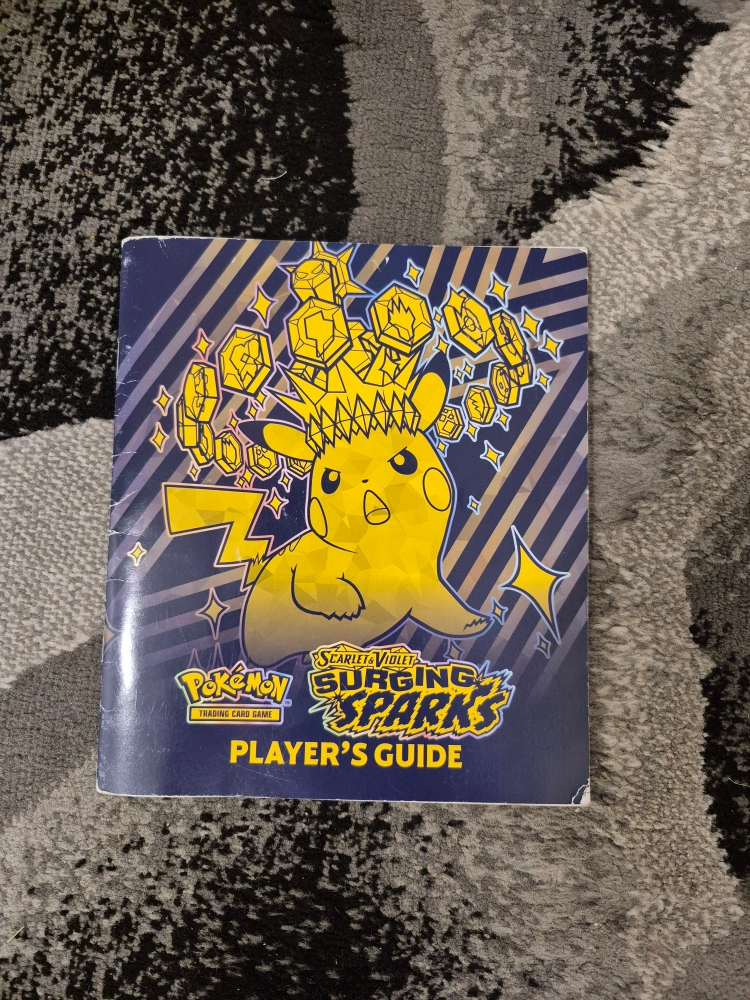 Pokémon
TRADING CARD GAME
SCARLET & VIOLET
SURGING
SPARKS
PLAYER'S GUIDE